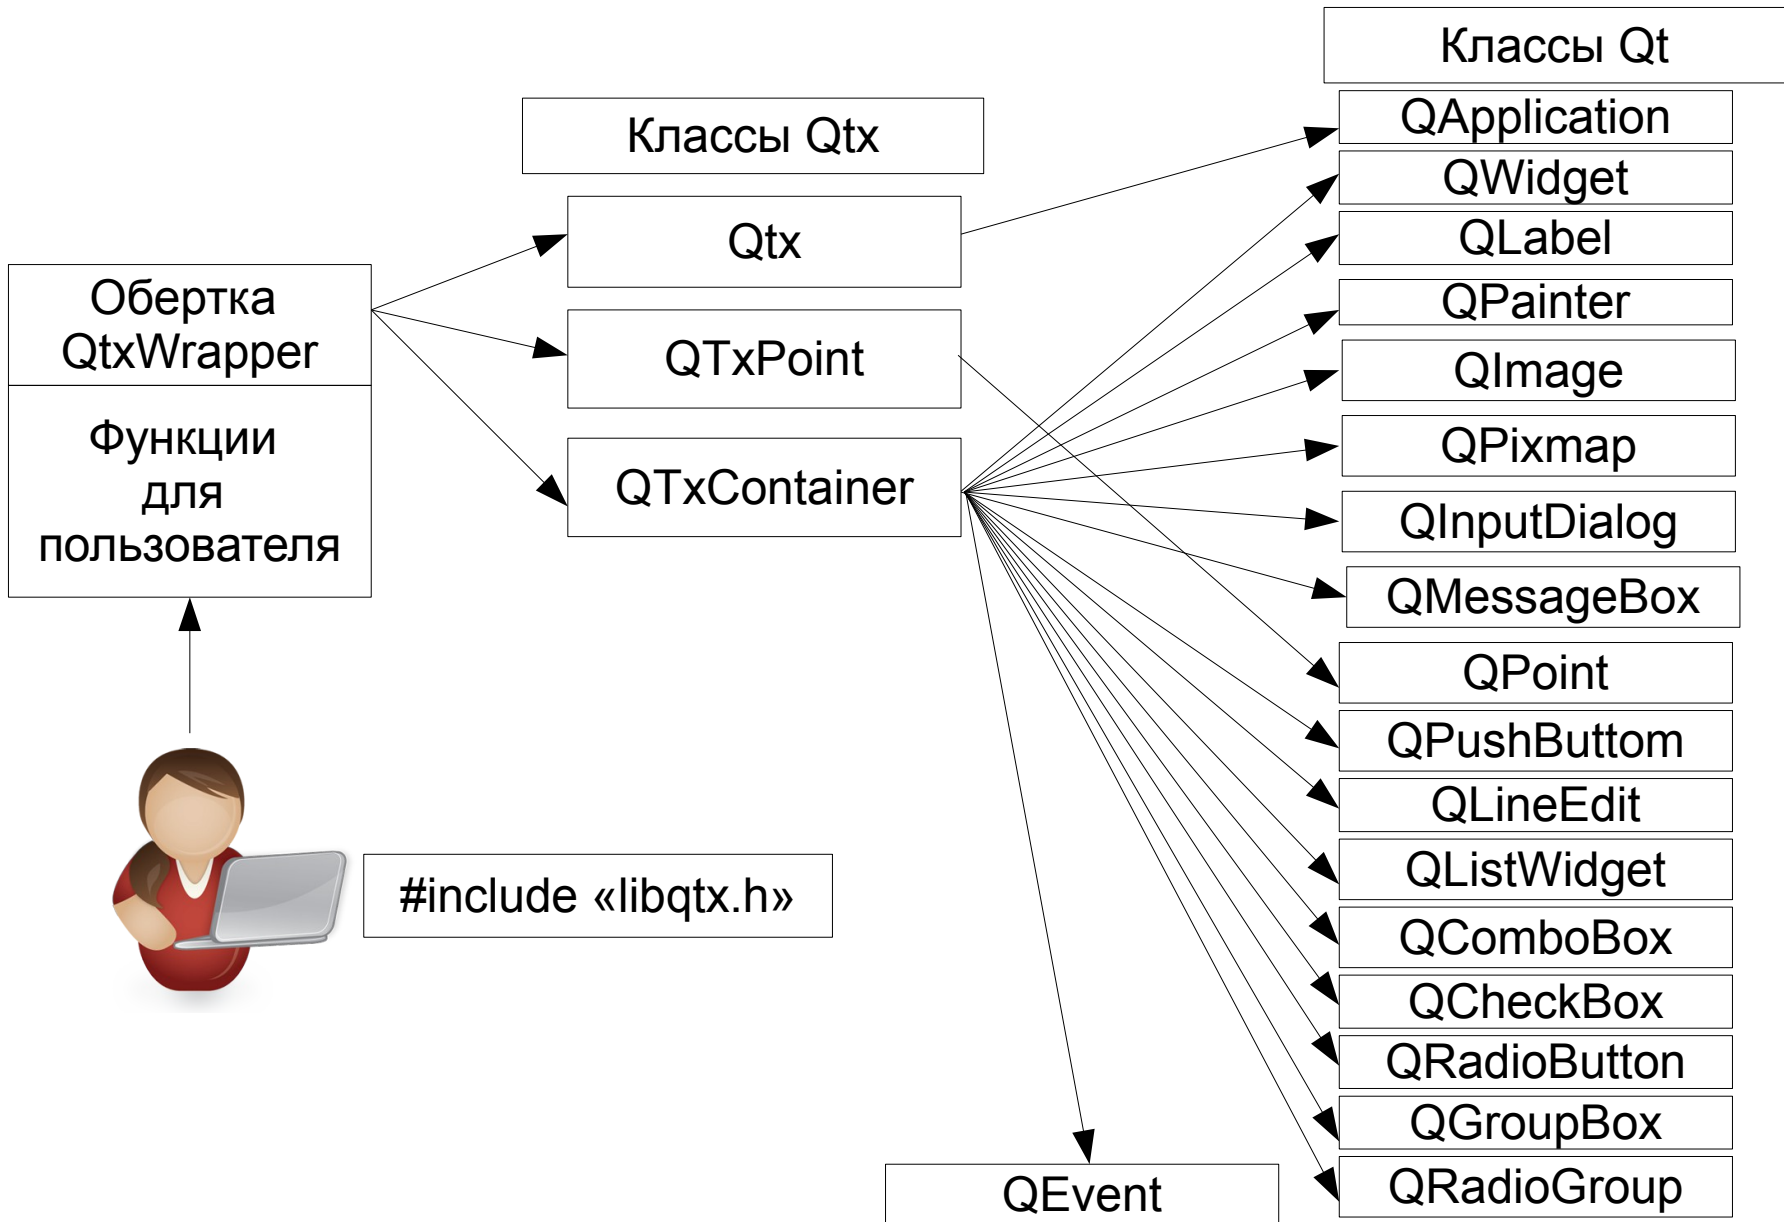 Классы Qt
Классы Qtx
QApplication
QWidget
QLabel
QPainter
QImage
QPixmap
QInputDialog
QMessageBox
QPoint
QPushButtom
QLineEdit
QListWidget
QComboBox
QCheckBox
QRadioButton
QGroupBox
QRadioGroup
Qtx
QTxPoint
QTxContainer
Обертка
QtxWrapper
Функции
для
пользователя
#include «libqtx.h»
QEvent